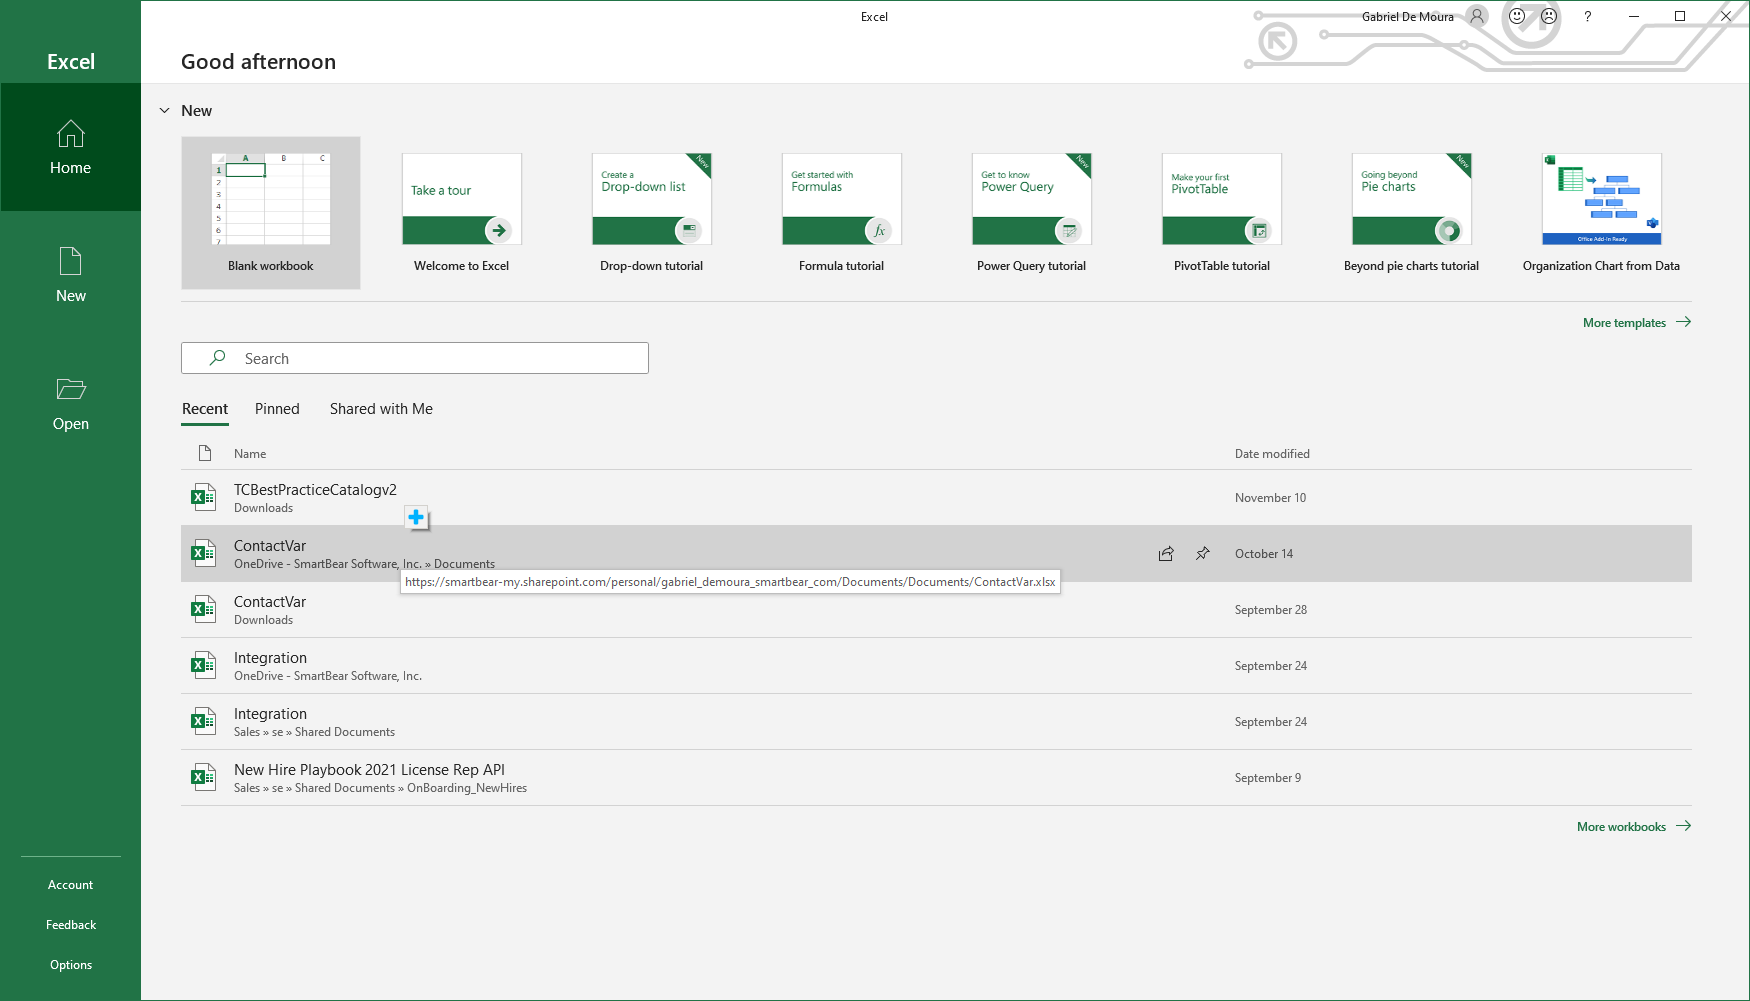 Excel
Gabriel De Moura
?
Excel
Good afternoon
Home
New
Open
Account
Feedback
Options
New
A B C
1
2
3
4
5
6
7
Blank workbook
Take a tour
Welcome to Excel
New
Create a
Drop-down list
Drop-down tutorial
Get started with
Formulas
fx
Formula tutorial
New
Get to know
Power Query
Power Query tutorial
Make your first
PivotTable
PivotTable tutorial
New
Going beyond
Pie charts
Beyond pie charts tutorial
Office Add-In Ready
Organization Chart from Data
More templates
Search
Recent Pinned Shared with Me
Name Date modified
TCBestPracticeCatalogv2
Downloads
November 10
ContactVar
OneDrive - SmartBear Software, Inc. » Documents
October 14
https://smartbear-my.sharepoint.com/personal/gabriel_demoura_smartbear_com/Documents/Documents/ContactVar.xlsx
ContactVar
Downloads
September 28
Integration
OneDrive - SmartBear Software, Inc.
September 24
Integration
Sales » se » Shared Documents
September 24
New Hire Playbook 2021 License Rep API
Sales » se » Shared Documents » OnBoarding_NewHires
September 9
More workbooks